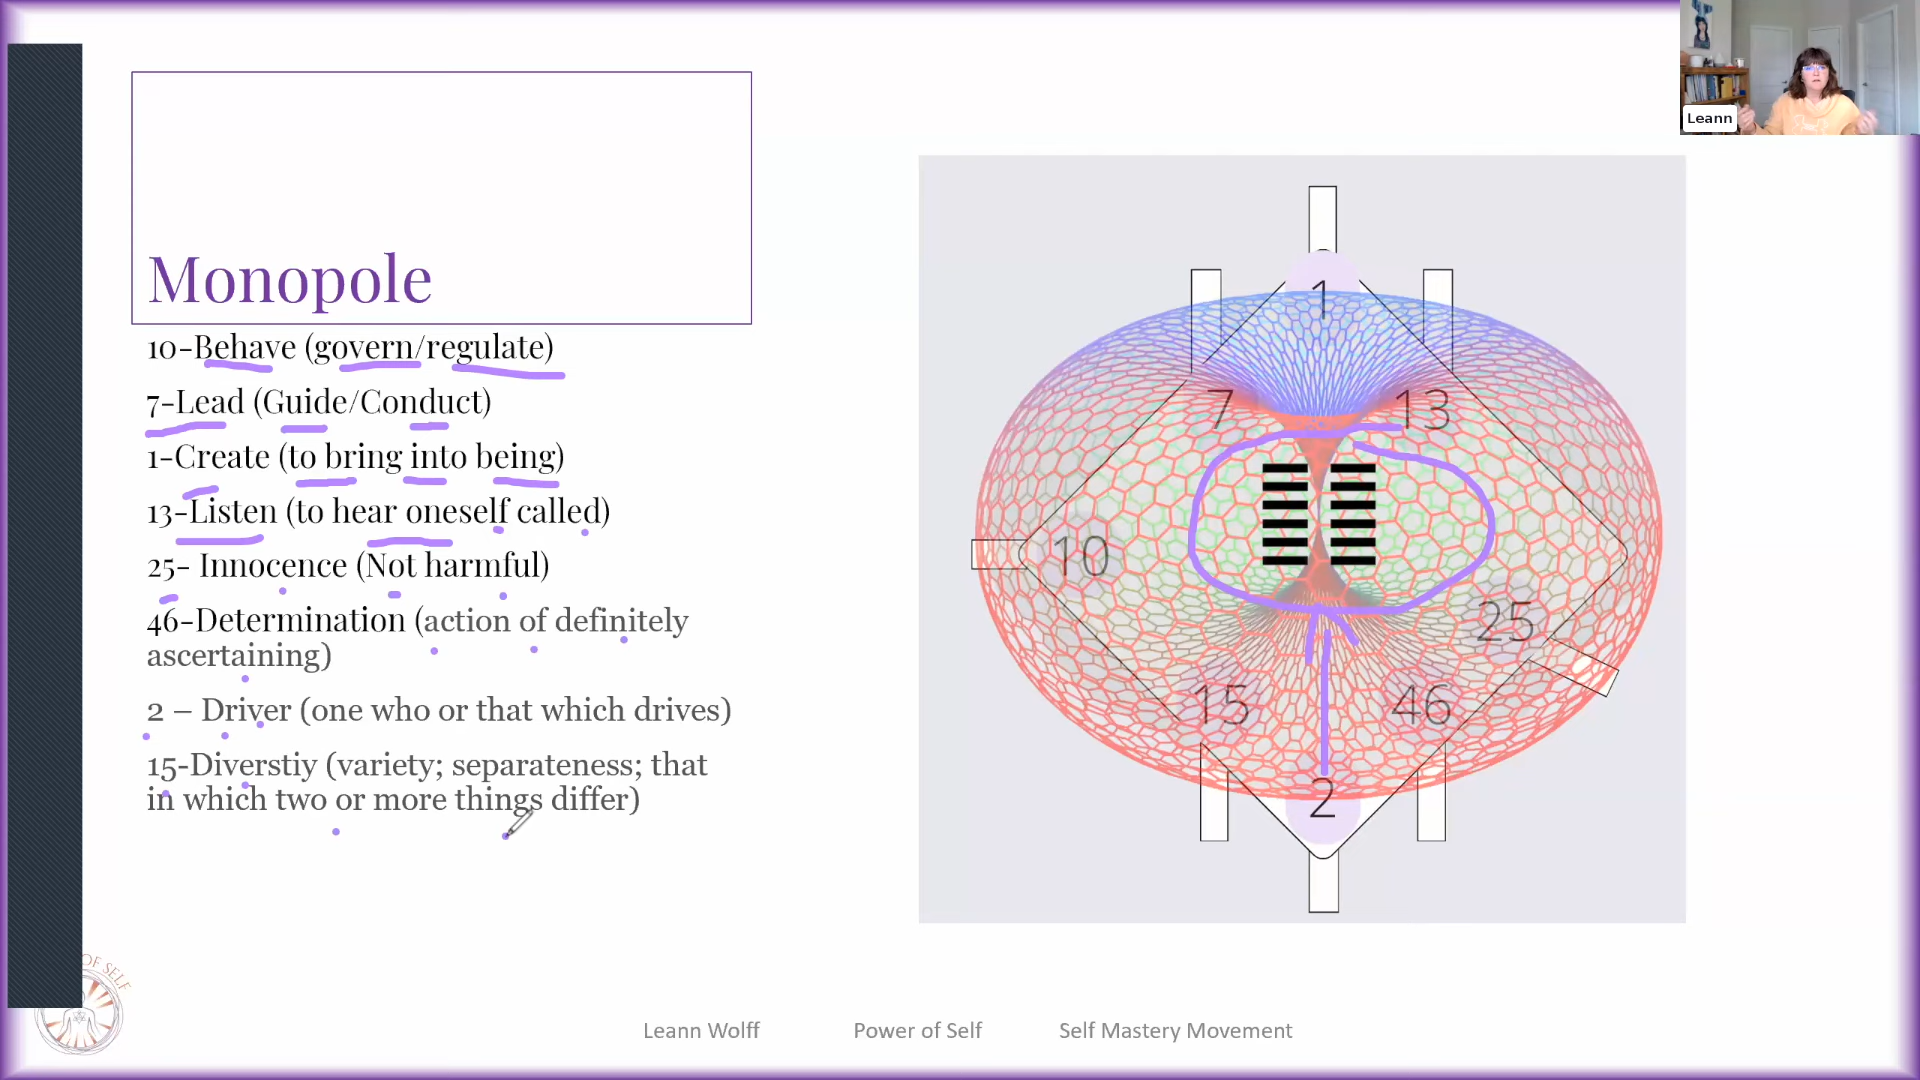 Leann
Monopole
10-Behave (govern/regulate)
7-Lead (Guide/Conduct)
1-Create (to bring into being)
13-Listen (to hear oneself called)
25- Innocence (Not harmful)
46-Determination (action of definitely
ascertaining)
2 – Driver (one who or that which drives)
15-Diverstiy (variety; separateness; that
in which two or more things differ)
1
7
13
10
25
15
46
2
OF SELF
Leann Wolff
Power of Self
Self Mastery Movement